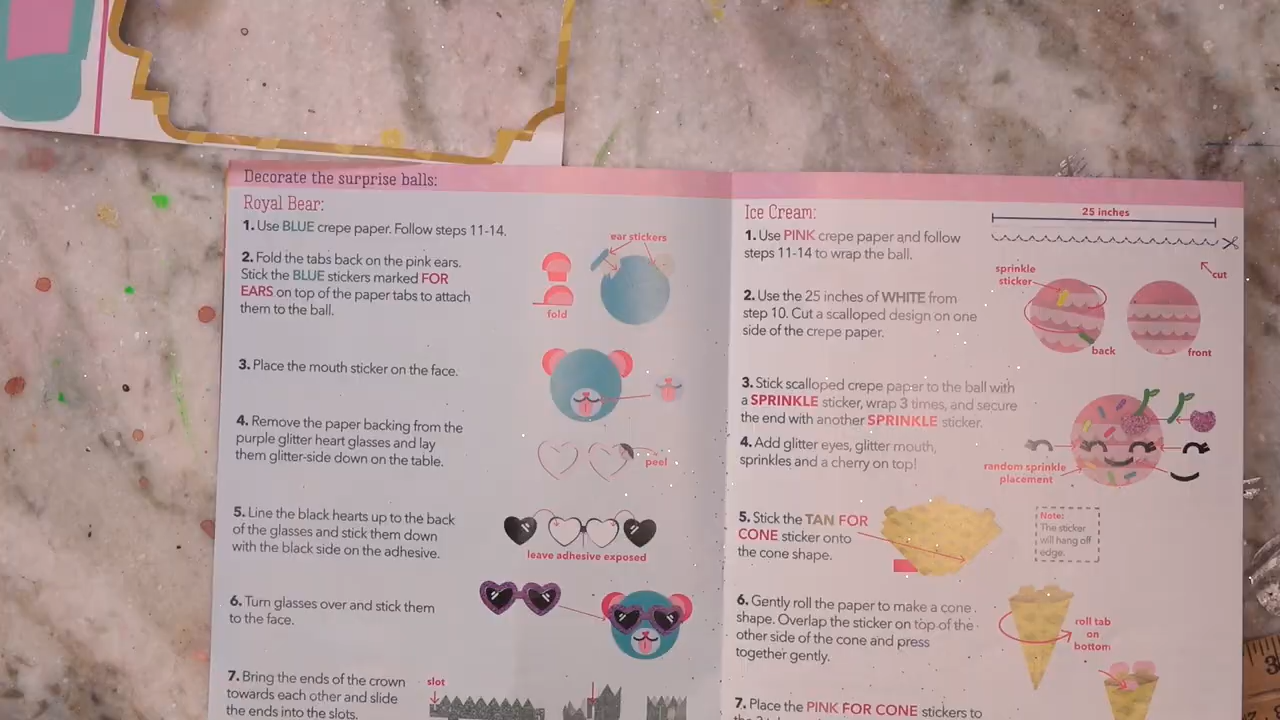 Decorate the surprise balls:
Royal Bear:
1. Use BLUE crepe paper. Follow steps 11-14.
2. Fold the tabs back on the pink ears.
Stick the BLUE stickers marked FOR
EARS on top of the paper tabs to attach
them to the ball.
ear stickers
fold
3. Place the mouth sticker on the face.
4. Remove the paper backing from the
purple glitter heart glasses and lay
them glitter-side down on the table.
peel
5. Line the black hearts up to the back
of the glasses and stick them down
with the black side on the adhesive.
leave adhesive exposed
6. Turn glasses over and stick them
to the face.
7. Bring the ends of the crown
towards each other and slide
the ends into the slots.
slot
Ice Cream:
1. Use PINK crepe paper and follow
steps 11-14 to wrap the ball.
25 inches
cut
2. Use the 25 inches of WHITE from
step 10. Cut a scalloped design on one
side of the crepe paper.
sprinkle
sticker
back
front
3. Stick scalloped crepe paper to the ball with
a SPRINKLE sticker, wrap 3 times, and secure
the end with another SPRINKLE sticker.
4. Add glitter eyes, glitter mouth,
sprinkles and a cherry on top!
random sprinkle
placement
5. Stick the TAN FOR
CONE sticker onto
the cone shape.
Note:
The sticker
will hang off
edge.
6. Gently roll the paper to make a cone
shape. Overlap the sticker on top of the
other side of the cone and press
together gently.
roll tab
on
bottom
7. Place the PINK FOR CONE stickers to